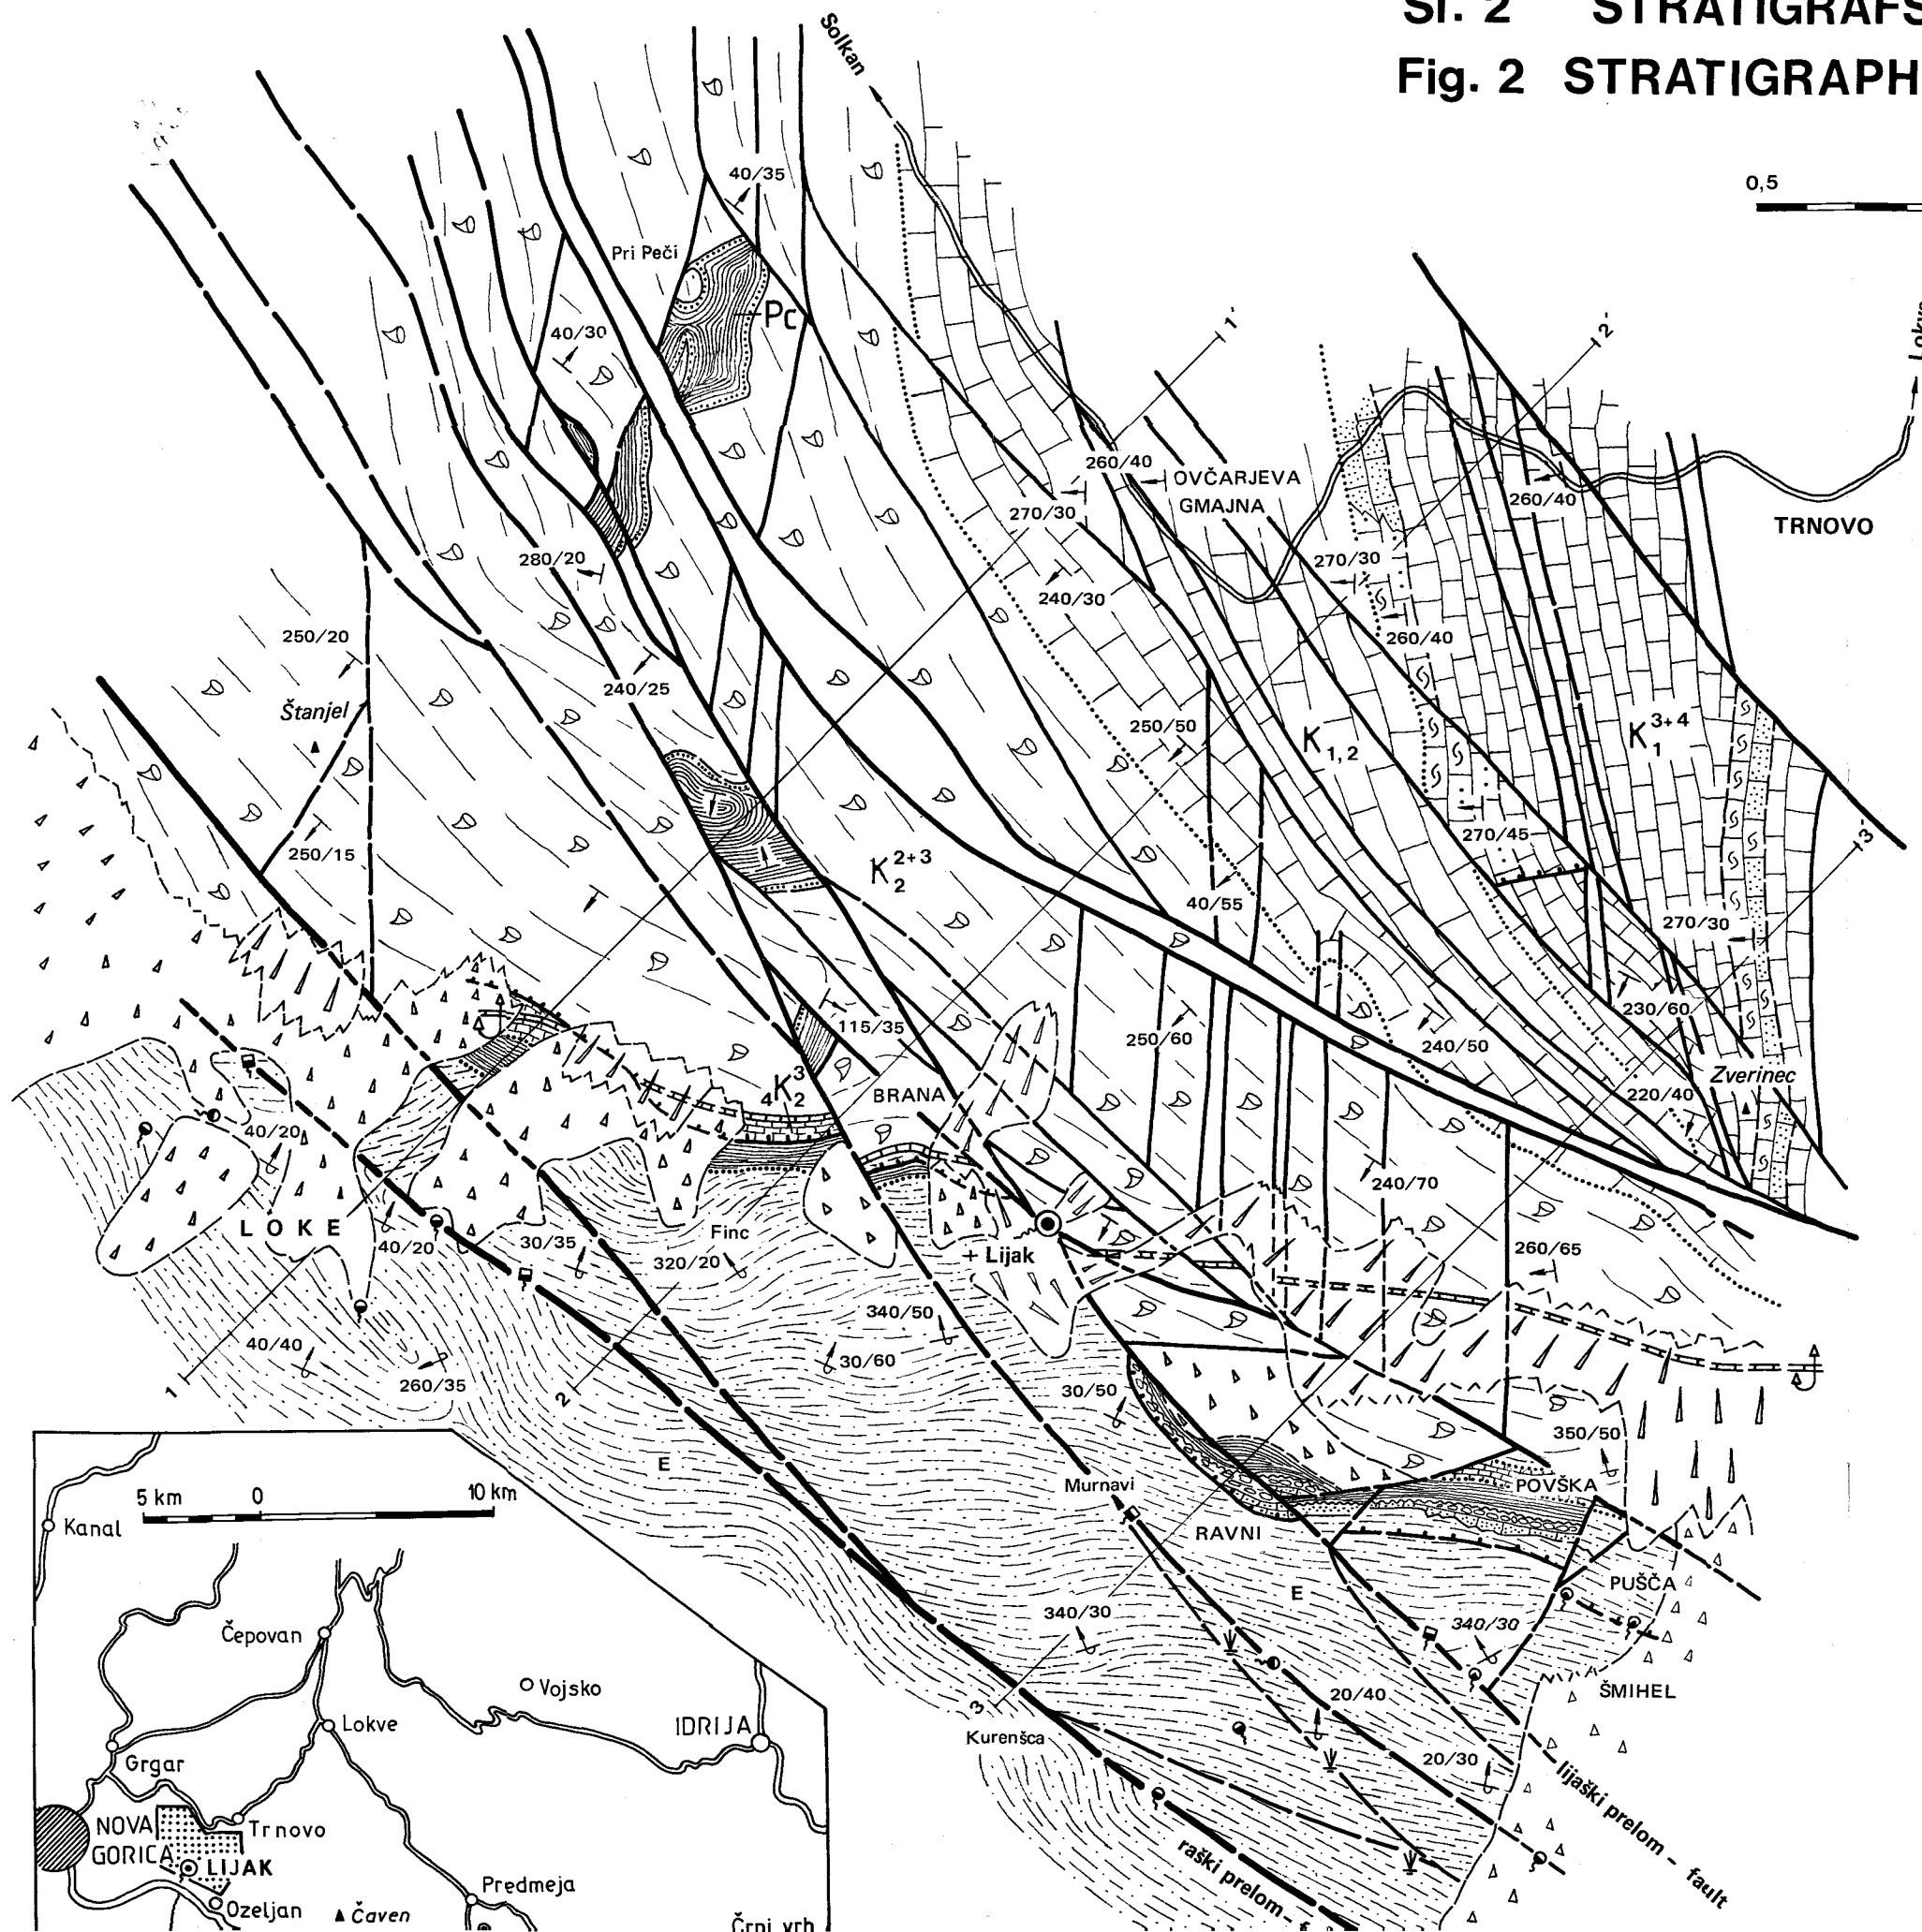 Sl. 2 STRATIGRAFS
Fig. 2 STRATIGRAPH
Solkan
0,5
40/35
Pri Peči
Pc
40/30
1'
2'
260/40
OVČARJEVA
GMAJNA
270/30
260/40
TRNOVO
280/20
270/30
240/30
250/20
260/40
240/25
Štanjel
250/50
K1,2
K1 3+4
250/15
270/45
3'
K2 2+3
40/55
270/30
115/35
250/60
230/60
240/50
4K2 3
BRANA
Zverinec
220/40
40/20
240/70
LOKE
40/20
30/35
Finc
320/20
+ Lijak
260/65
340/50
40/40
30/60
260/35
1
2
30/50
350/50
E
Murnavi
POVŠKA
RAVNI
E
PUŠČA
340/30
340/30
ŠMIHEL
3
20/40
Kurenšca
20/30
lijaški prelom - fault
raški prelom - f
5 km 0 10 km
Kanal
Čepovan
Vojsko
Lokve
IDRIJA
Grgar
NOVA
GORICA
Trnovo
LIJAK
Ozeljan
Čaven
Predmeja
Črni vrh